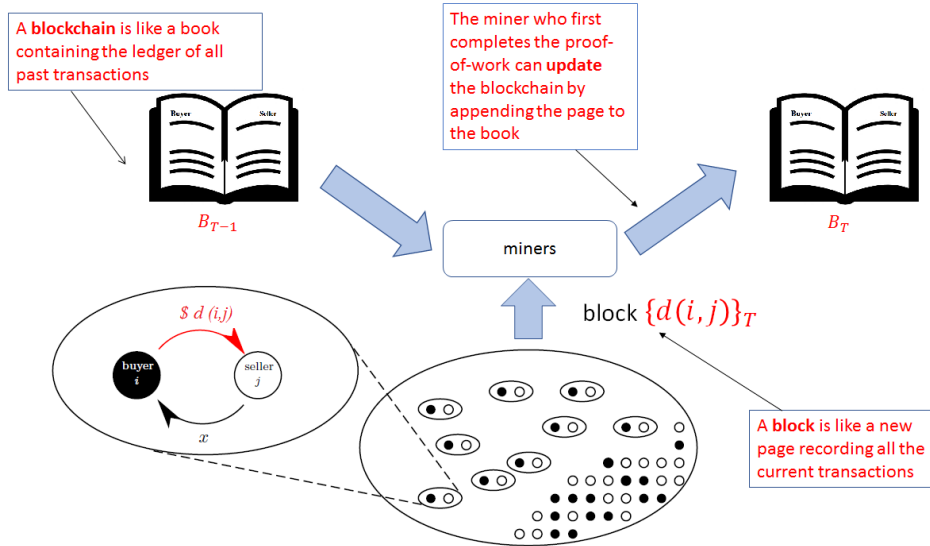 A blockchain is like a book
containing the ledger of all
past transactions
The miner who first
completes the proof-
of-work can update
the blockchain by
appending the page to
the book
Buyer Seller
Buyer Seller
B_{T−1}
B_T
miners
block {d(i, j)}_T
$ d (i,j)
buyer
i
seller
j
x
A block is like a new
page recording all the
current transactions